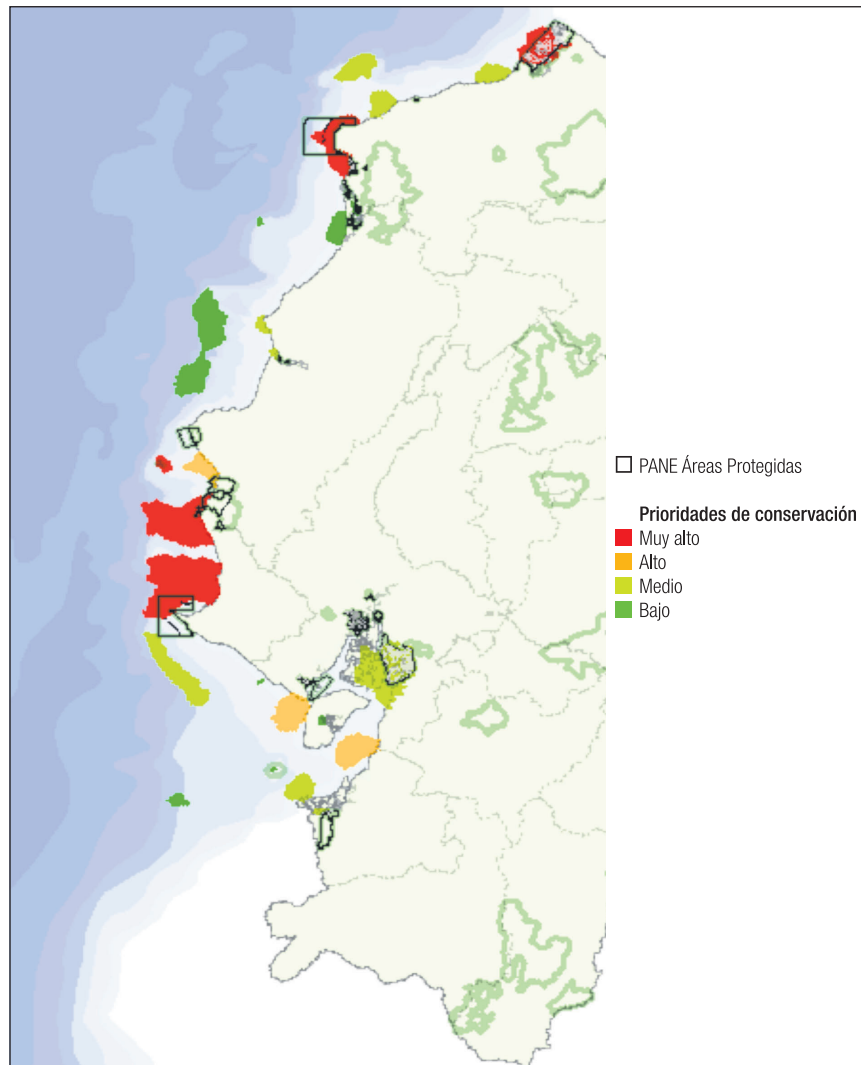 PANE Áreas Protegidas
Prioridades de conservación
Muy alto
Alto
Medio
Bajo